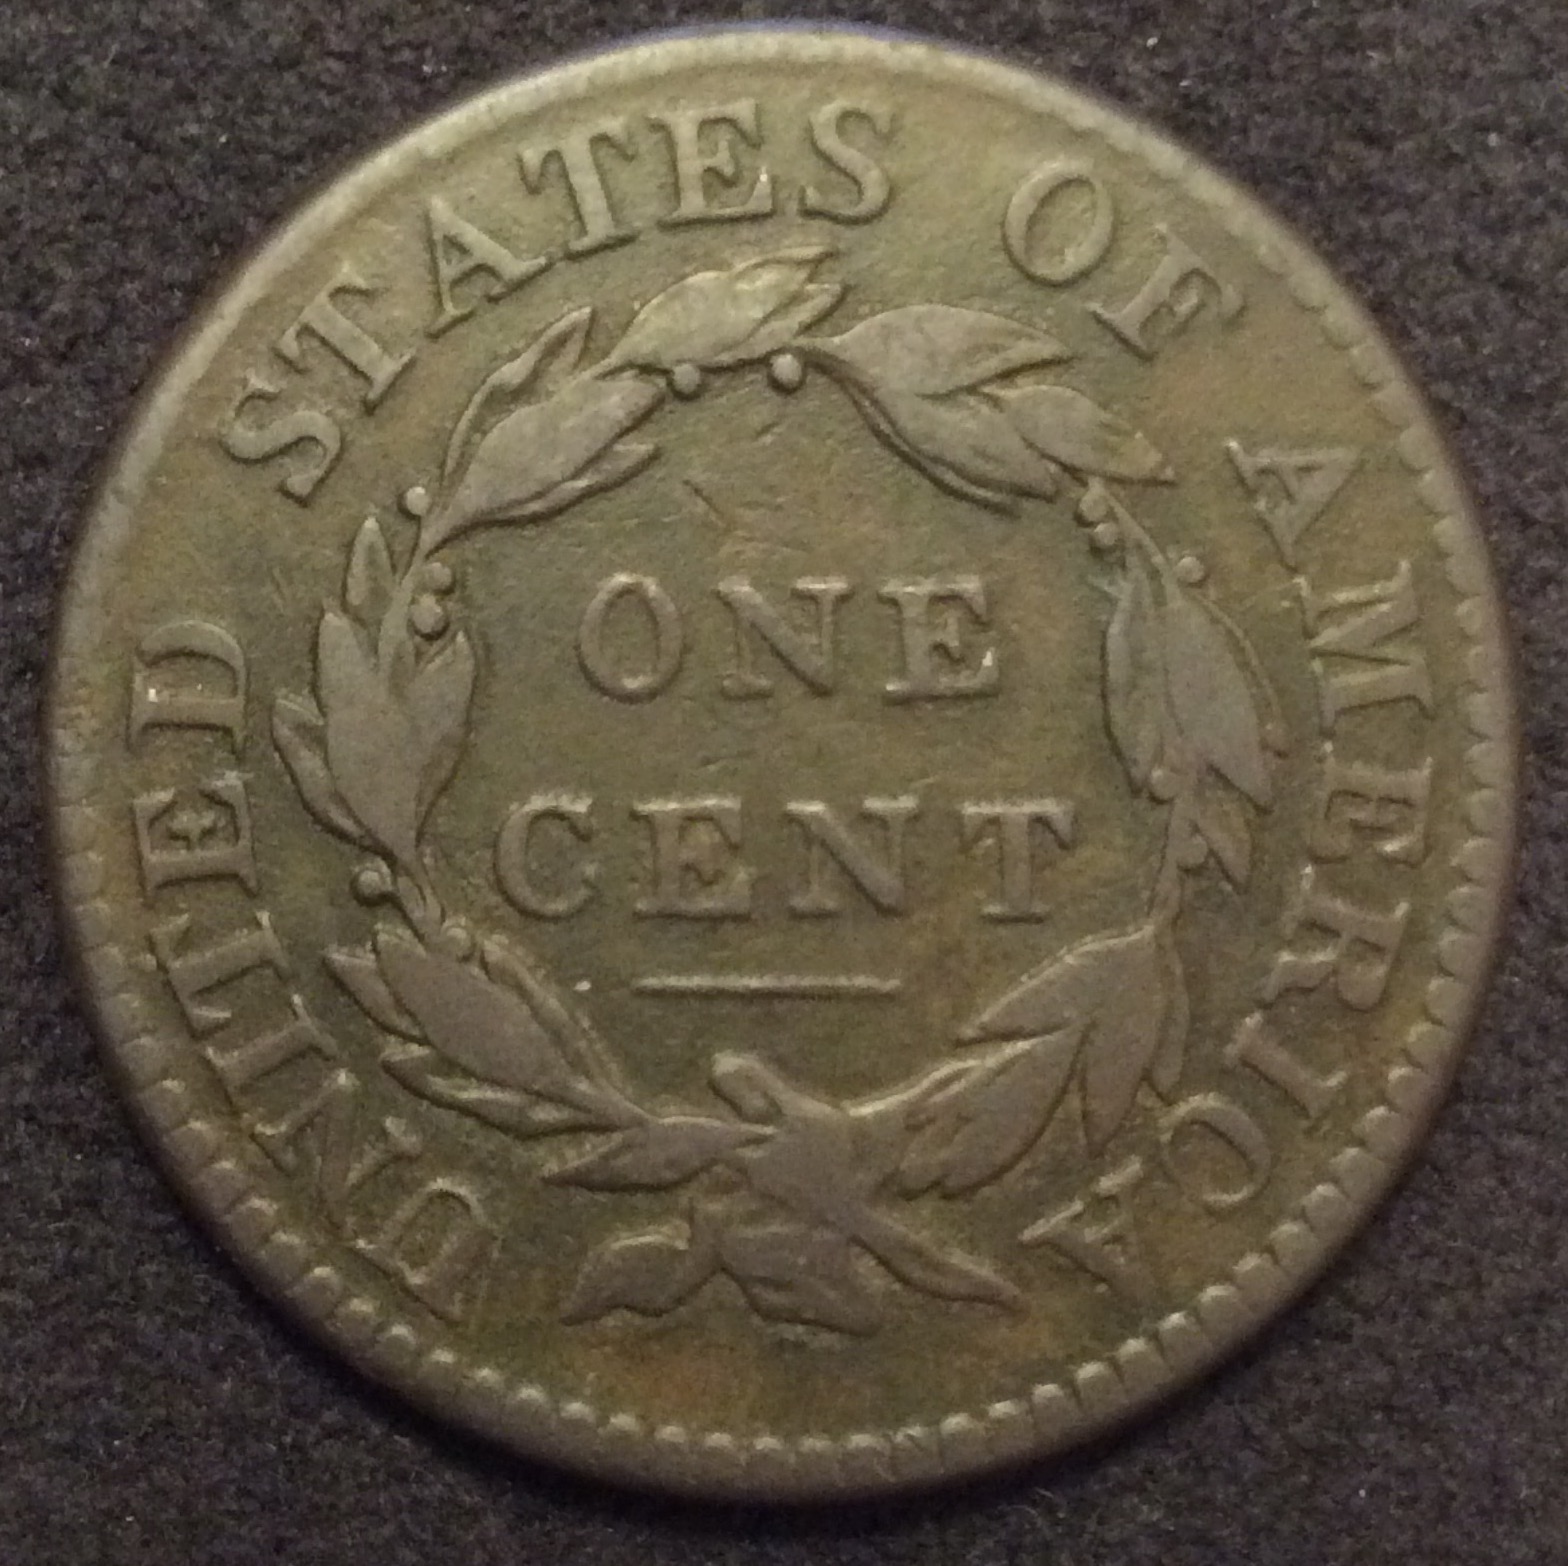 UNITED STATES OF AMERICA
ONE
CENT